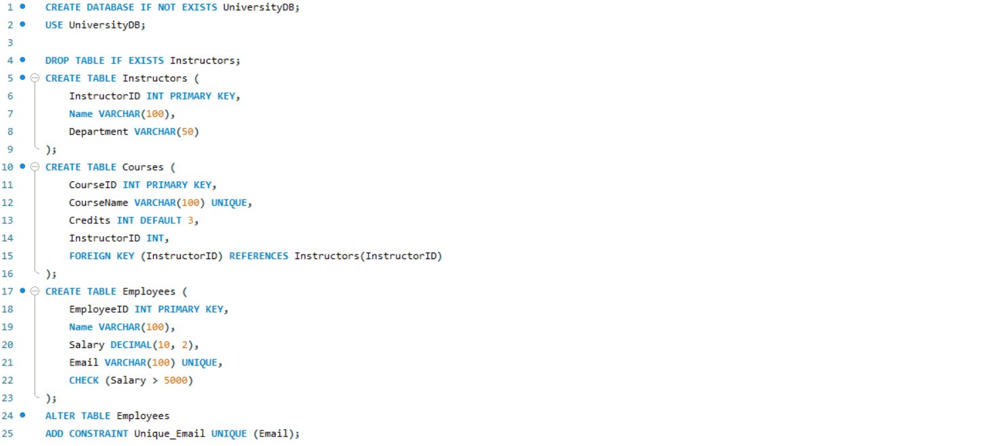 1 CREATE DATABASE IF NOT EXISTS UniversityDB;
2 USE UniversityDB;
3
4 DROP TABLE IF EXISTS Instructors;
5 CREATE TABLE Instructors (
6 InstructorID INT PRIMARY KEY,
7 Name VARCHAR(100),
8 Department VARCHAR(50)
9 );
10 CREATE TABLE Courses (
11 CourseID INT PRIMARY KEY,
12 CourseName VARCHAR(100) UNIQUE,
13 Credits INT DEFAULT 3,
14 InstructorID INT,
15 FOREIGN KEY (InstructorID) REFERENCES Instructors(InstructorID)
16 );
17 CREATE TABLE Employees (
18 EmployeeID INT PRIMARY KEY,
19 Name VARCHAR(100),
20 Salary DECIMAL(10, 2),
21 Email VARCHAR(100) UNIQUE,
22 CHECK (Salary > 5000)
23 );
24 ALTER TABLE Employees
25 ADD CONSTRAINT Unique_Email UNIQUE (Email);